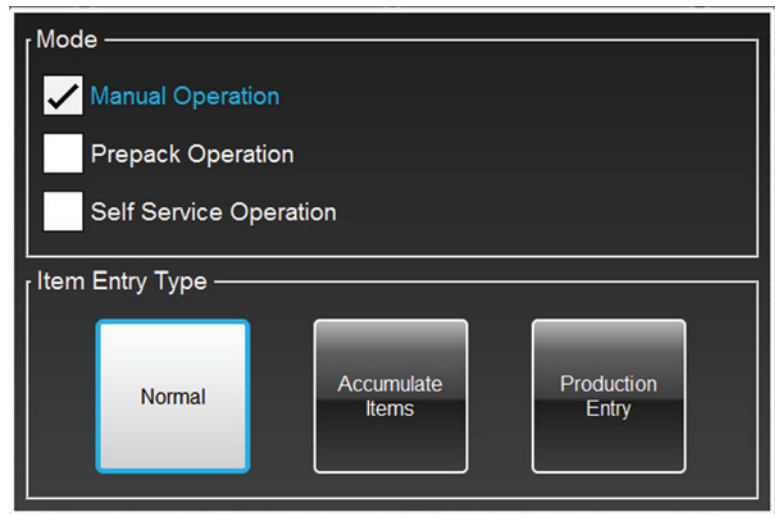 Mode
Manual Operation
Prepack Operation
Self Service Operation
Item Entry Type
Normal
Accumulate
Items
Production
Entry